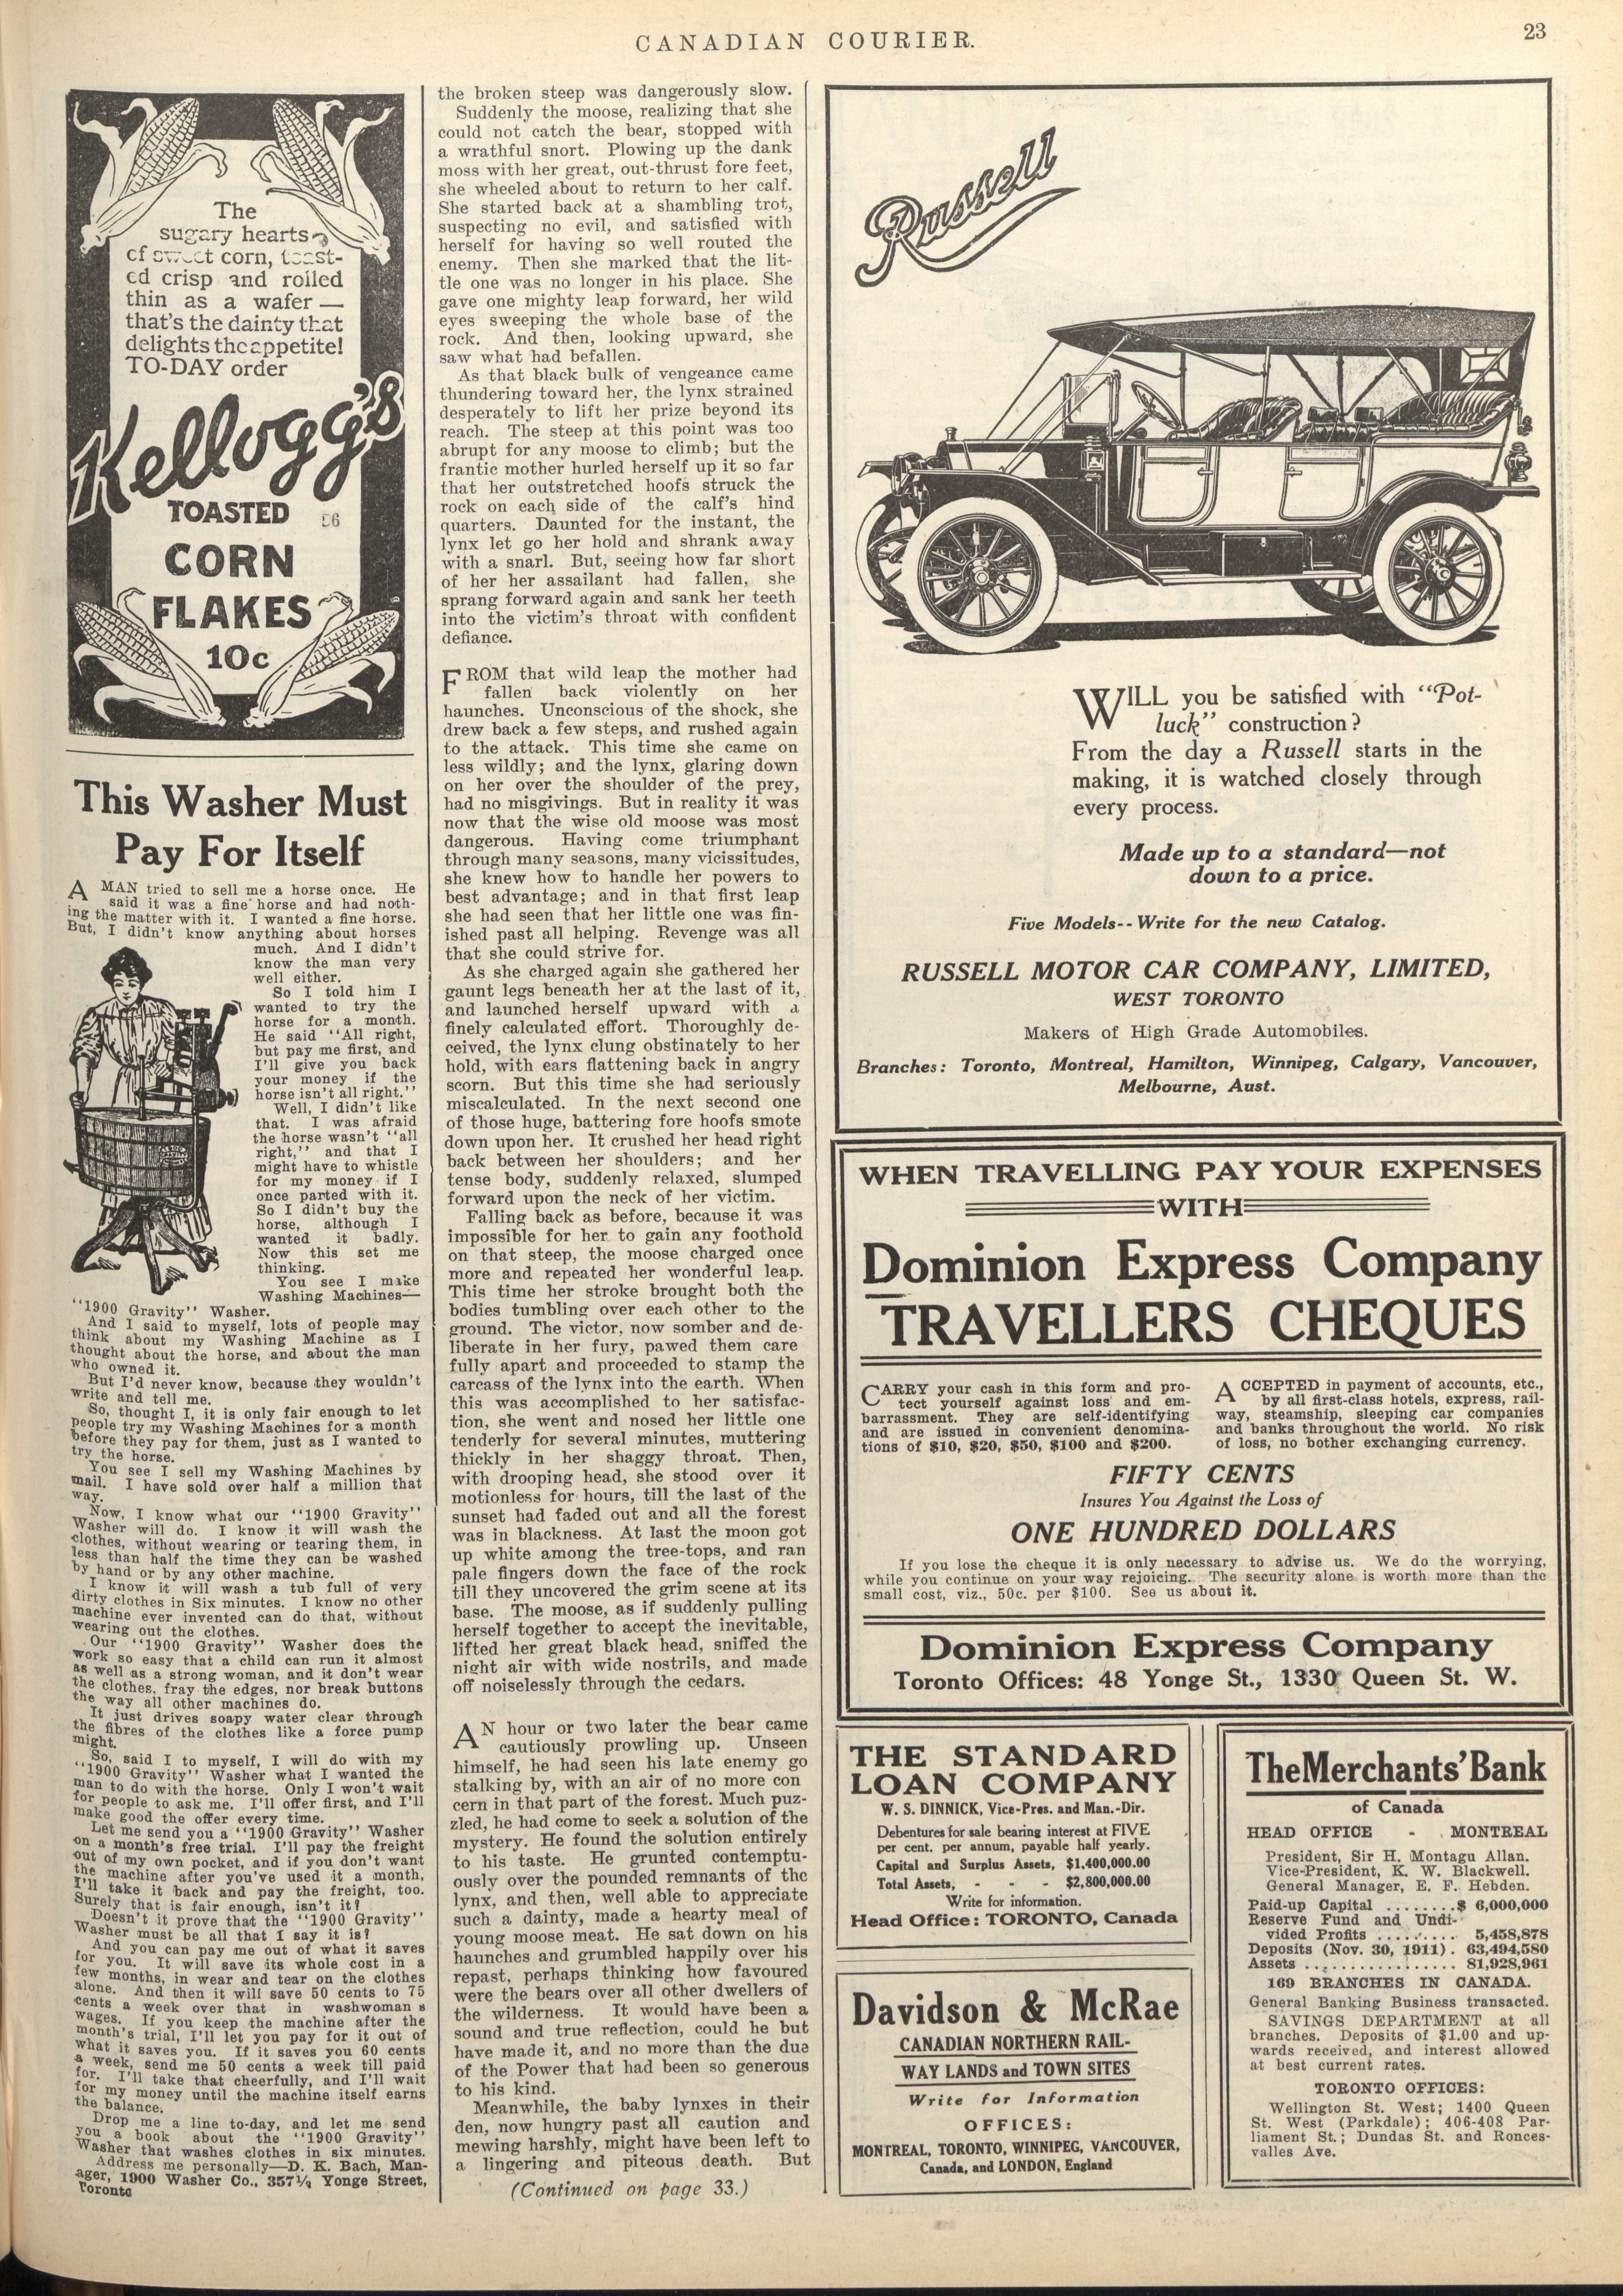 CANADIAN COURIER.
23
The
sugary hearts
of sweet corn, toast-
ed crisp and rolled
thin as a wafer —
that's the dainty that
delights the appetite!
TO-DAY order
Kellogg's
TOASTED
56
CORN
FLAKES
10c
This Washer Must
Pay For Itself
A MAN tried to sell me a horse once. He
said it was a fine horse and had noth-
ing the matter with it. I wanted a fine horse.
But, I didn't know anything about horses
much. And I didn't
know the man very
well either.
So I told him I
wanted to try the
horse for a month.
He said "All right,
but pay me first, and
I'll give you back
your money if the
horse isn't all right."
Well, I didn't like
that. I was afraid
the horse wasn't "all
right," and that I
might have to whistle
for my money if I
once parted with it.
So I didn't buy the
horse, although I
wanted it badly.
Now this set me
thinking.
You see I make
Washing Machines—
"1900 Gravity" Washer.
And I said to myself, lots of people may
think about my Washing Machine as I
thought about the horse, and about the man
who owned it.
But I'd never know, because they wouldn't
write and tell me.
So, thought I, it is only fair enough to let
people try my Washing Machines for a month
before they pay for them, just as I wanted to
try the horse.
You see I sell my Washing Machines by
mail. I have sold over half a million that
way.
Now, I know what our "1900 Gravity"
Washer will do. I know it will wash the
clothes, without wearing or tearing them, in
less than half the time they can be washed
by hand or by any other machine.
I know it will wash a tub full of very
dirty clothes in Six minutes. I know no other
machine ever invented can do that, without
wearing out the clothes.
Our "1900 Gravity" Washer does the
work so easy that a child can run it almost
as well as a strong woman, and it don't wear
the clothes, fray the edges, nor break buttons
the way all other machines do.
It just drives soapy water clear through
the fibres of the clothes like a force pump
might.
So, said I to myself, I will do with my
"1900 Gravity" Washer what I wanted the
man to do with the horse. Only I won't wait
for people to ask me. I'll offer first, and I'll
make good the offer every time.
Let me send you a "1900 Gravity" Washer
on a month's free trial. I'll pay the freight
out of my own pocket, and if you don't want
the machine after you've used it a month,
I'll take it back and pay the freight, too.
Surely that is fair enough, isn't it?
Doesn't it prove that the "1900 Gravity"
Washer must be all that I say it is?
And you can pay me out of what it saves
for you. It will save its whole cost in a
few months, in wear and tear on the clothes
alone. And then it will save 50 cents to 75
cents a week over that in washwoman s
wages. If you keep the machine after the
month's trial, I'll let you pay for it out of
what it saves you. If it saves you 60 cents
a week, send me 50 cents a week till paid
for. I'll take that cheerfully, and I'll wait
for my money until the machine itself earns
the balance.
Drop me a line to-day, and let me send
you a book about the "1900 Gravity"
Washer that washes clothes in six minutes.
Address me personally—D. K. Bach, Man-
ager, 1900 Washer Co., 357¼ Yonge Street,
Toronto
the broken steep was dangerously slow.
Suddenly the moose, realizing that she
could not catch the bear, stopped with
a wrathful snort. Plowing up the dank
moss with her great, out-thrust fore feet,
she wheeled about to return to her calf.
She started back at a shambling trot,
suspecting no evil, and satisfied with
herself for having so well routed the
enemy. Then she marked that the lit-
tle one was no longer in his place. She
gave one mighty leap forward, her wild
eyes sweeping the whole base of the
rock. And then, looking upward, she
saw what had befallen.
As that black bulk of vengeance came
thundering toward her, the lynx strained
desperately to lift her prize beyond its
reach. The steep at this point was too
abrupt for any moose to climb; but the
frantic mother hurled herself up it so far
that her outstretched hoofs struck the
rock on each side of the calf's hind
quarters. Daunted for the instant, the
lynx let go her hold and shrank away
with a snarl. But, seeing how far short
of her her assailant had fallen, she
sprang forward again and sank her teeth
into the victim's throat with confident
defiance.
FROM that wild leap the mother had
fallen back violently on her
haunches. Unconscious of the shock, she
drew back a few steps, and rushed again
to the attack. This time she came on
less wildly; and the lynx, glaring down
on her over the shoulder of the prey,
had no misgivings. But in reality it was
now that the wise old moose was most
dangerous. Having come triumphant
through many seasons, many vicissitudes,
she knew how to handle her powers to
best advantage; and in that first leap
she had seen that her little one was fin-
ished past all helping. Revenge was all
that she could strive for.
As she charged again she gathered her
gaunt legs beneath her at the last of it,
and launched herself upward with a
finely calculated effort. Thoroughly de-
ceived, the lynx clung obstinately to her
hold, with ears flattening back in angry
scorn. But this time she had seriously
miscalculated. In the next second one
of those huge, battering fore hoofs smote
down upon her. It crushed her head right
back between her shoulders; and her
tense body, suddenly relaxed, slumped
forward upon the neck of her victim.
Falling back as before, because it was
impossible for her to gain any foothold
on that steep, the moose charged once
more and repeated her wonderful leap.
This time her stroke brought both the
bodies tumbling over each other to the
ground. The victor, now somber and de-
liberate in her fury, pawed them care
fully apart and proceeded to stamp the
carcass of the lynx into the earth. When
this was accomplished to her satisfac-
tion, she went and nosed her little one
tenderly for several minutes, muttering
thickly in her shaggy throat. Then,
with drooping head, she stood over it
motionless for hours, till the last of the
sunset had faded out and all the forest
was in blackness. At last the moon got
up white among the tree-tops, and ran
pale fingers down the face of the rock
till they uncovered the grim scene at its
base. The moose, as if suddenly pulling
herself together to accept the inevitable,
lifted her great black head, sniffed the
night air with wide nostrils, and made
off noiselessly through the cedars.
AN hour or two later the bear came
cautiously prowling up. Unseen
himself, he had seen his late enemy go
stalking by, with an air of no more con
cern in that part of the forest. Much puz-
zled, he had come to seek a solution of the
mystery. He found the solution entirely
to his taste. He grunted contemptu-
ously over the pounded remnants of the
lynx, and then, well able to appreciate
such a dainty, made a hearty meal of
young moose meat. He sat down on his
haunches and grumbled happily over his
repast, perhaps thinking how favoured
were the bears over all other dwellers of
the wilderness. It would have been a
sound and true reflection, could he but
have made it, and no more than the due
of the Power that had been so generous
to his kind.
Meanwhile, the baby lynxes in their
den, now hungry past all caution and
mewing harshly, might have been left to
a lingering and piteous death. But
(Continued on page 33.)
Russell
WILL you be satisfied with "Pot-
luck" construction?
From the day a Russell starts in the
making, it is watched closely through
every process.
Made up to a standard—not
down to a price.
Five Models--Write for the new Catalog.
RUSSELL MOTOR CAR COMPANY, LIMITED,
WEST TORONTO
Makers of High Grade Automobiles.
Branches: Toronto, Montreal, Hamilton, Winnipeg, Calgary, Vancouver,
Melbourne, Aust.
WHEN TRAVELLING PAY YOUR EXPENSES
WITH
Dominion Express Company
TRAVELLERS CHEQUES
CARRY your cash in this form and pro-
tect yourself against loss and em-
barrassment. They are self-identifying
and are issued in convenient denomina-
tions of $10, $20, $50, $100 and $200.
ACCEPTED in payment of accounts, etc.,
by all first-class hotels, express, rail-
way, steamship, sleeping car companies
and banks throughout the world. No risk
of loss, no bother exchanging currency.
FIFTY CENTS
Insures You Against the Loss of
ONE HUNDRED DOLLARS
If you lose the cheque it is only necessary to advise us. We do the worrying,
while you continue on your way rejoicing. The security alone is worth more than the
small cost, viz., 50c. per $100. See us about it.
Dominion Express Company
Toronto Offices: 48 Yonge St., 1330 Queen St. W.
THE STANDARD
LOAN COMPANY
W. S. DINNICK, Vice-Pres. and Man.-Dir.
Debentures for sale bearing interest at FIVE
per cent. per annum, payable half yearly.
Capital and Surplus Assets, $1,400,000.00
Total Assets, - - - $2,800,000.00
Write for information.
Head Office: TORONTO, Canada
Davidson & McRae
CANADIAN NORTHERN RAIL-
WAY LANDS and TOWN SITES
Write for Information
OFFICES:
MONTREAL, TORONTO, WINNIPEG, VANCOUVER,
Canada, and LONDON, England
The Merchants' Bank
of Canada
HEAD OFFICE - MONTREAL
President, Sir H. Montagu Allan.
Vice-President, K. W. Blackwell.
General Manager, E. F. Hebden.
Paid-up Capital ........$ 6,000,000
Reserve Fund and Undi-
vided Profits .......... 5,458,878
Deposits (Nov. 30, 1911). 63,494,580
Assets ................. 81,928,961
169 BRANCHES IN CANADA.
General Banking Business transacted.
SAVINGS DEPARTMENT at all
branches. Deposits of $1.00 and up-
wards received, and interest allowed
at best current rates.
TORONTO OFFICES:
Wellington St. West; 1400 Queen
St. West (Parkdale); 406-408 Par-
liament St.; Dundas St. and Ronces-
valles Ave.